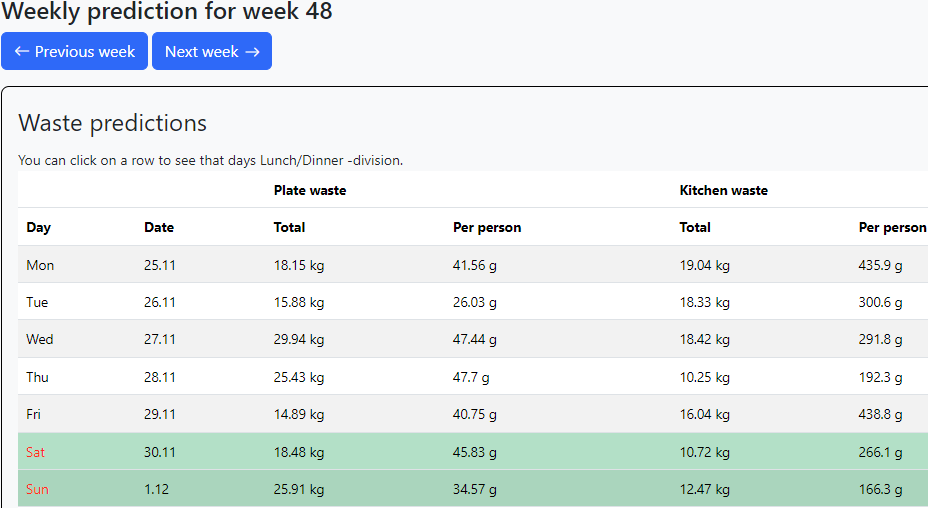 Weekly prediction for week 48
← Previous week Next week →
Waste predictions
You can click on a row to see that days Lunch/Dinner -division.
Plate waste Kitchen waste
Day Date Total Per person Total Per person
Mon 25.11 18.15 kg 41.56 g 19.04 kg 435.9 g
Tue 26.11 15.88 kg 26.03 g 18.33 kg 300.6 g
Wed 27.11 29.94 kg 47.44 g 18.42 kg 291.8 g
Thu 28.11 25.43 kg 47.7 g 10.25 kg 192.3 g
Fri 29.11 14.89 kg 40.75 g 16.04 kg 438.8 g
Sat 30.11 18.48 kg 45.83 g 10.72 kg 266.1 g
Sun 1.12 25.91 kg 34.57 g 12.47 kg 166.3 g